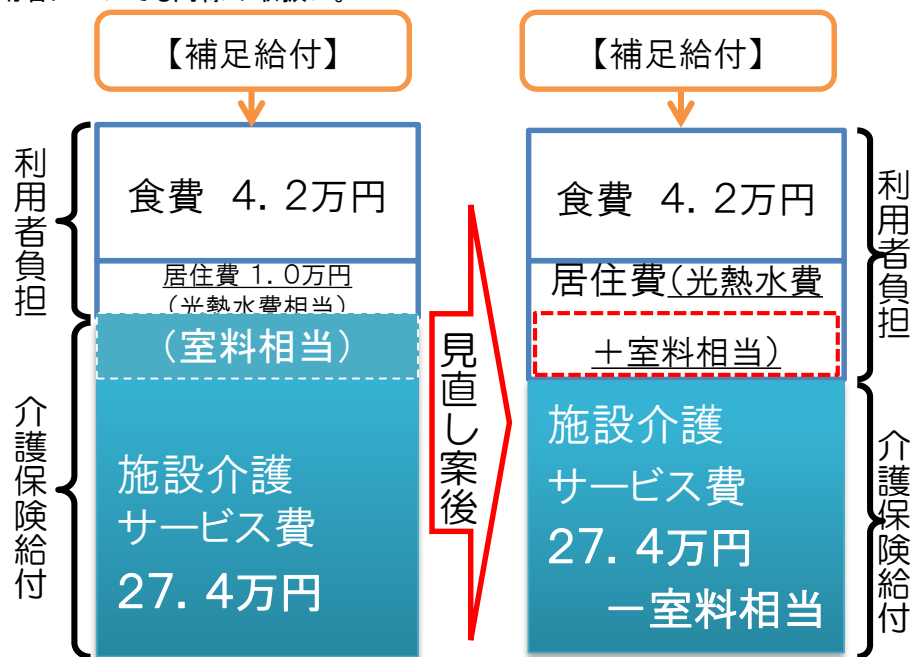 【補足給付】
利用者負担
食費 4.2万円
居住費 1.0万円
(光熱水費相当)
(室料相当)
介護保険給付
施設介護
サービス費
27.4万円
見直し案後
【補足給付】
食費 4.2万円
居住費(光熱水費
+室料相当)
利用者負担
施設介護
サービス費
27.4万円
-室料相当
介護保険給付